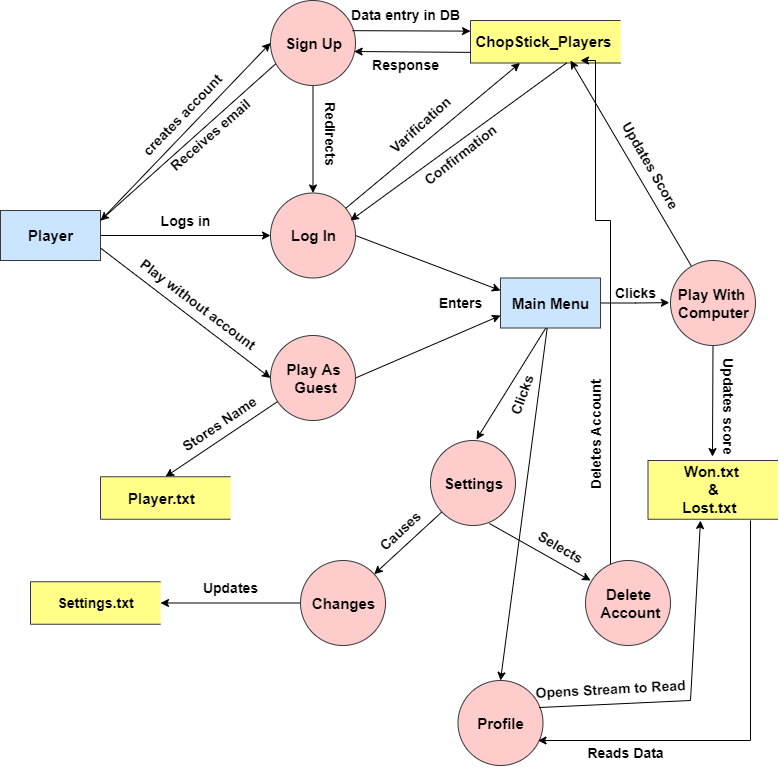 Data entry in DB
Sign Up
ChopStick_Players
Response
creates account
Receives email
Redirects
Varification
Confirmation
Updates Score
Player
Logs in
Log In
Play without account
Enters
Main Menu
Clicks
Play With
Computer
Play As
Guest
Stores Name
Clicks
Deletes Account
Updates score
Player.txt
Settings
Won.txt
&
Lost.txt
Causes
Selects
Settings.txt
Updates
Changes
Delete
Account
Opens Stream to Read
Profile
Reads Data